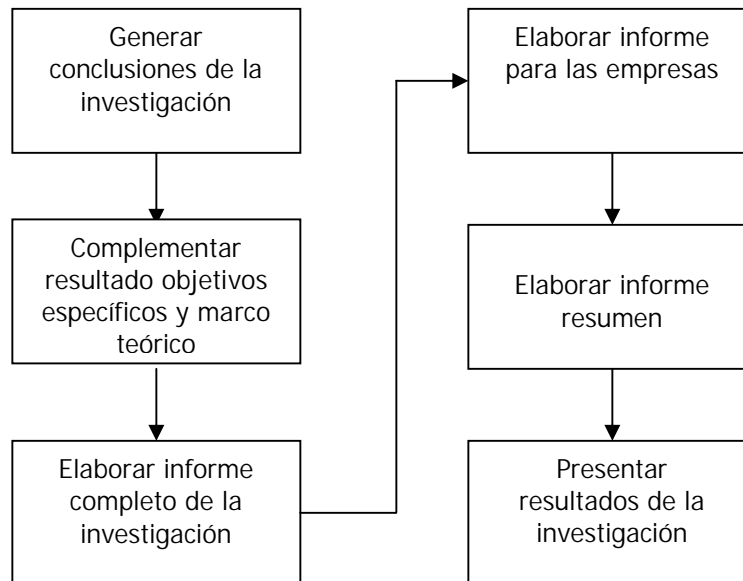 Generar
conclusiones de la
investigación
Complementar
resultado objetivos
específicos y marco
teórico
Elaborar informe
completo de la
investigación
Elaborar informe
para las empresas
Elaborar informe
resumen
Presentar
resultados de la
investigación